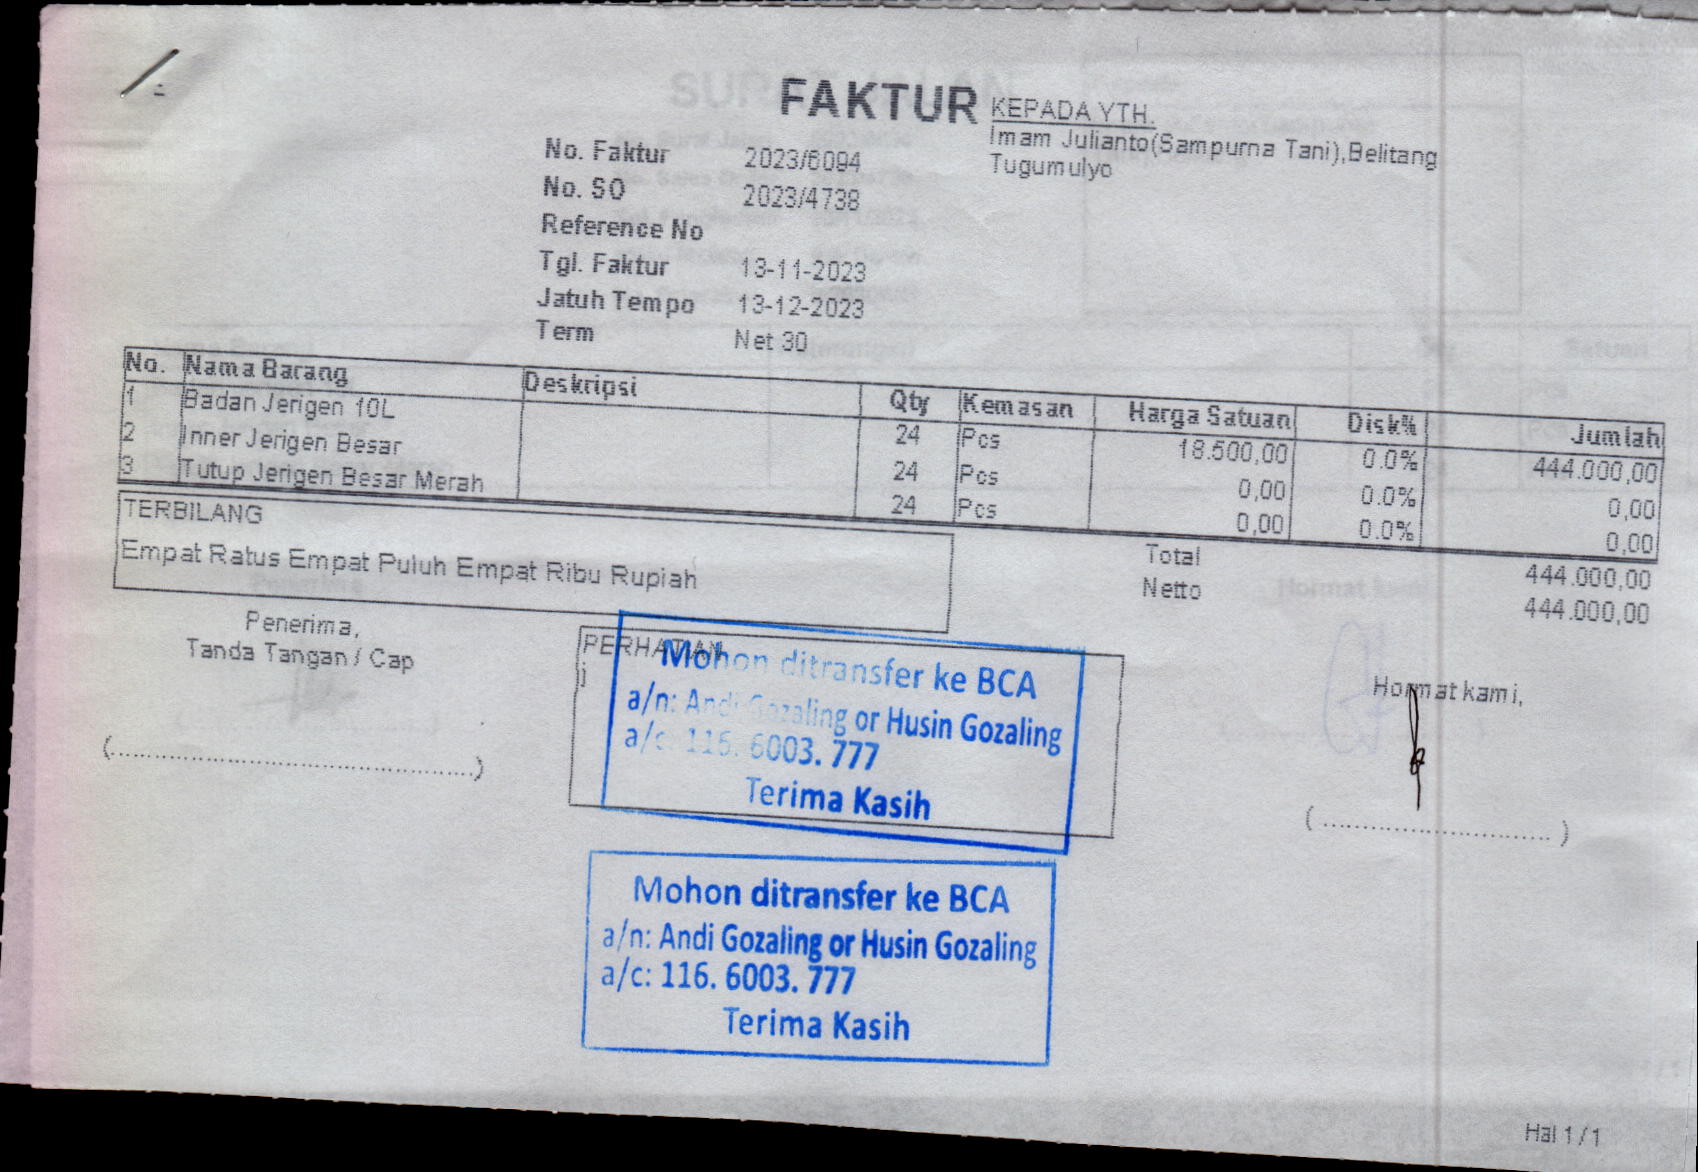 FAKTUR
KEPADA YTH.
Imam Julianto(Sampurna Tani),Belitang
Tugumulyo
No. Faktur 2023/6094
No. SO 2023/4738
Reference No
Tgl. Faktur 13-11-2023
Jatuh Tempo 13-12-2023
Term Net 30
No. Nama Barang Deskripsi Qty Kemasan Harga Satuan Disk% Jumlah
1 Badan Jerigen 10L 24 Pcs 18.500,00 0.0% 444.000,00
2 Inner Jerigen Besar 24 Pcs 0,00 0.0% 0,00
3 Tutup Jerigen Besar Merah 24 Pcs 0,00 0.0% 0,00
TERBILANG
Empat Ratus Empat Puluh Empat Ribu Rupiah
Total 444.000,00
Netto 444.000,00
Penerima,
Tanda Tangan / Cap
(................................................)
PERHATIAN
Mohon ditransfer ke BCA
a/n: Andi Gozaling or Husin Gozaling
a/c: 116. 6003. 777
Terima Kasih
Hormat kami,
( ............................. )
Mohon ditransfer ke BCA
a/n: Andi Gozaling or Husin Gozaling
a/c: 116. 6003. 777
Terima Kasih
Hal 1 / 1